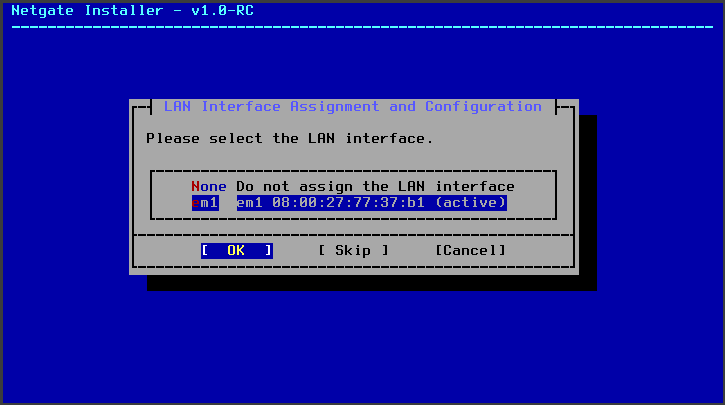 Netgate Installer - v1.0-RC
LAN Interface Assignment and Configuration
Please select the LAN interface.
None Do not assign the LAN interface
em1 em1 08:00:27:77:37:b1 (active)
[ OK ] [ Skip ] [Cancel]